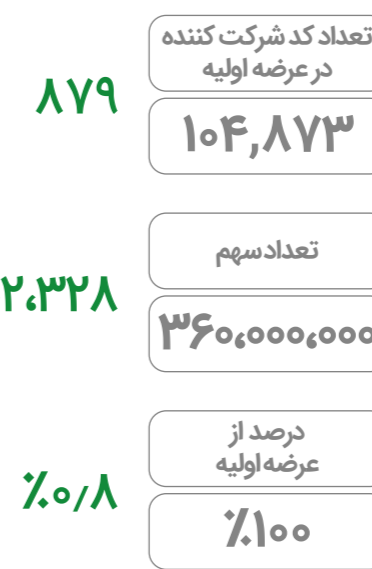 تعداد کد شرکت کننده
در عرضه اولیه
۸۷۹
۱۰۴,۸۷۳
تعداد سهم
۲،۳۲۸
۳۶۰،۰۰۰،۰۰۰
درصد از
عرضه اولیه
٪۰/۸
٪۱۰۰